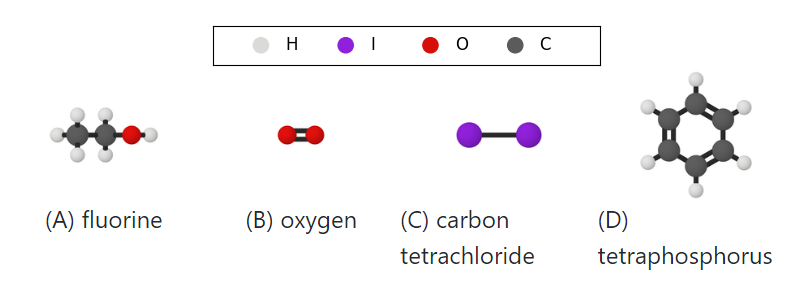 H I O C
(A) fluorine
(B) oxygen
(C) carbon
tetrachloride
(D)
tetraphosphorus